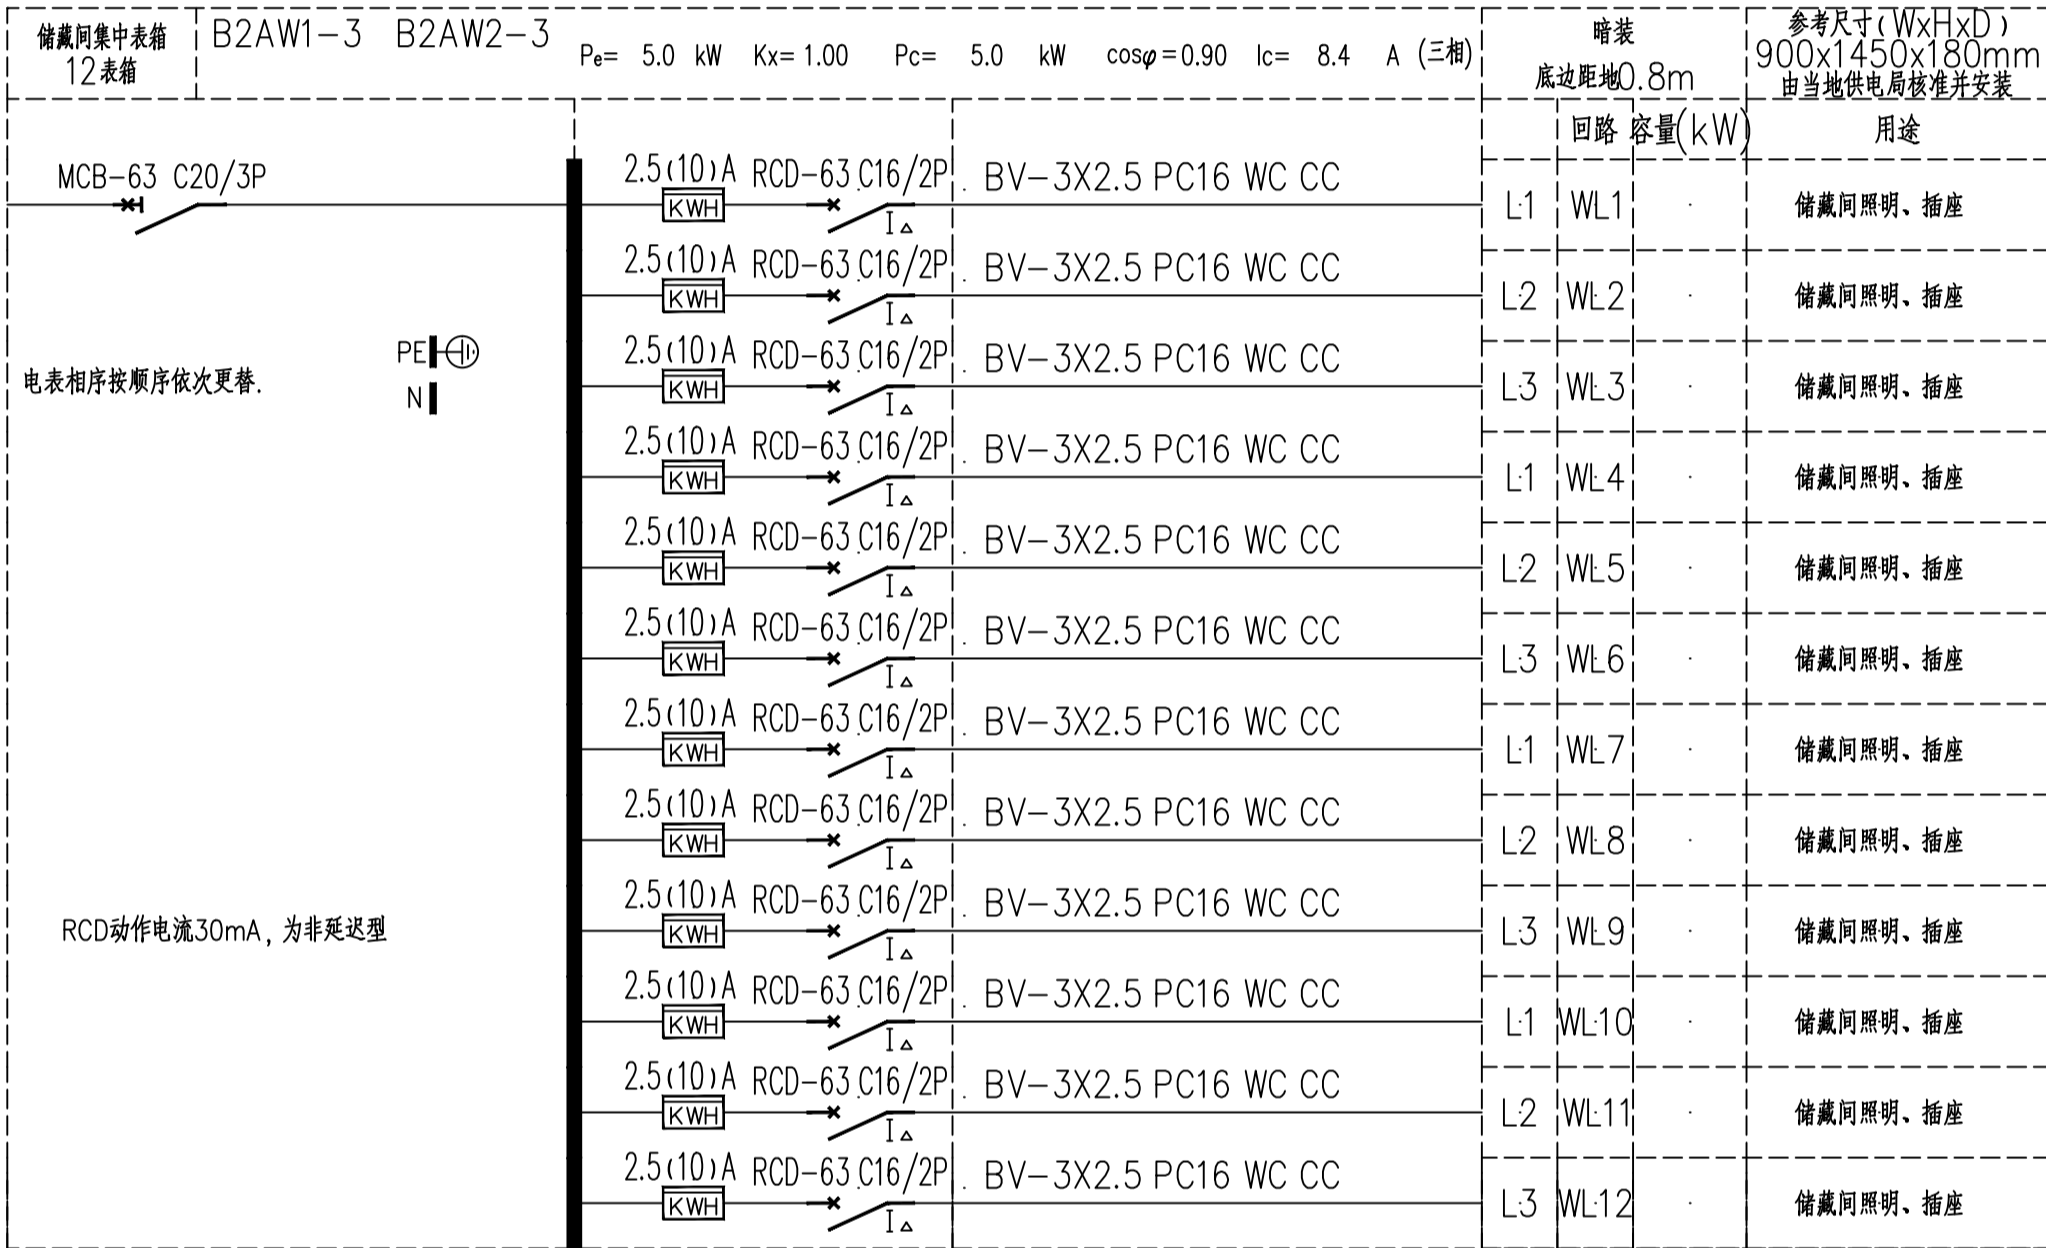 储藏间集中表箱
12表箱
B2AW1-3 B2AW2-3
Pe= 5.0 kW Kx= 1.00 Pc= 5.0 kW cosφ=0.90 Ic= 8.4 A (三相)
暗装
底边距地0.8m
参考尺寸(WxHxD)
900x1450x180mm
由当地供电局核准并安装
回路 容量(kW) 用途
MCB-63 C20/3P
电表相序按顺序依次更替.
PE
N
RCD动作电流30mA, 为非延迟型
2.5(10)A RCD-63 C16/2P BV-3X2.5 PC16 WC CC
KWH I△ L1 WL1 储藏间照明、插座
2.5(10)A RCD-63 C16/2P BV-3X2.5 PC16 WC CC
KWH I△ L2 WL2 储藏间照明、插座
2.5(10)A RCD-63 C16/2P BV-3X2.5 PC16 WC CC
KWH I△ L3 WL3 储藏间照明、插座
2.5(10)A RCD-63 C16/2P BV-3X2.5 PC16 WC CC
KWH I△ L1 WL4 储藏间照明、插座
2.5(10)A RCD-63 C16/2P BV-3X2.5 PC16 WC CC
KWH I△ L2 WL5 储藏间照明、插座
2.5(10)A RCD-63 C16/2P BV-3X2.5 PC16 WC CC
KWH I△ L3 WL6 储藏间照明、插座
2.5(10)A RCD-63 C16/2P BV-3X2.5 PC16 WC CC
KWH I△ L1 WL7 储藏间照明、插座
2.5(10)A RCD-63 C16/2P BV-3X2.5 PC16 WC CC
KWH I△ L2 WL8 储藏间照明、插座
2.5(10)A RCD-63 C16/2P BV-3X2.5 PC16 WC CC
KWH I△ L3 WL9 储藏间照明、插座
2.5(10)A RCD-63 C16/2P BV-3X2.5 PC16 WC CC
KWH I△ L1 WL10 储藏间照明、插座
2.5(10)A RCD-63 C16/2P BV-3X2.5 PC16 WC CC
KWH I△ L2 WL11 储藏间照明、插座
2.5(10)A RCD-63 C16/2P BV-3X2.5 PC16 WC CC
KWH I△ L3 WL12 储藏间照明、插座